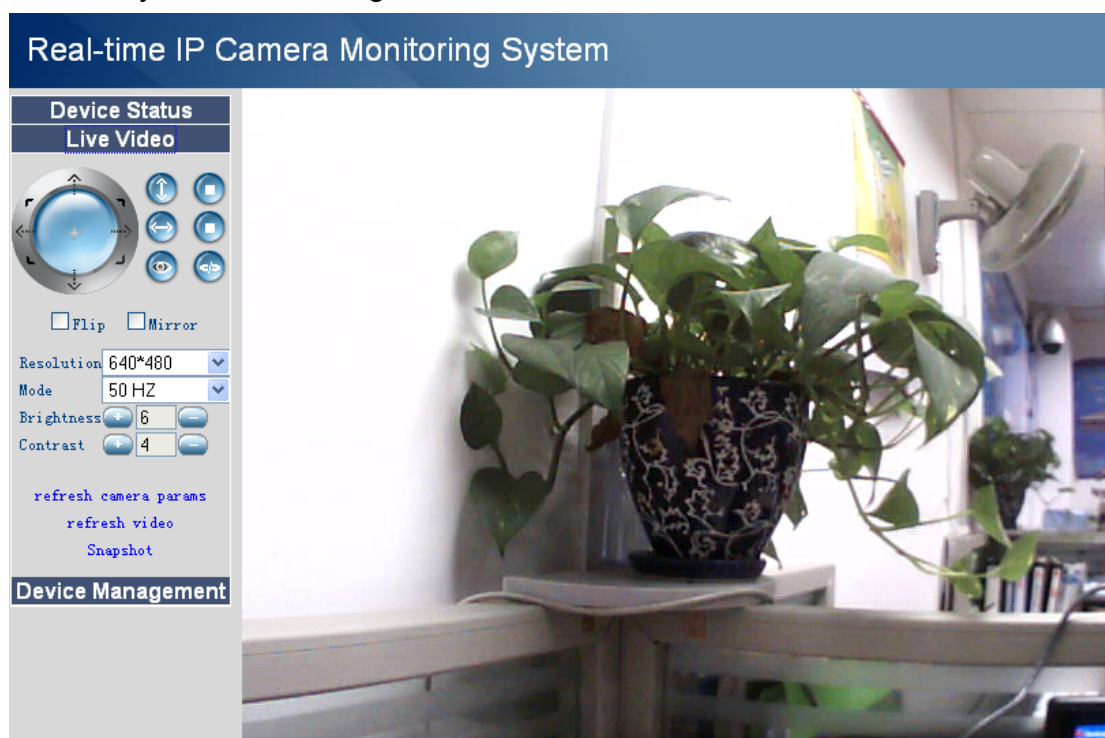 Real-time IP Camera Monitoring System
Device Status
Live Video
Flip Mirror
Resolution 640*480
Mode 50 HZ
Brightness + 6 -
Contrast + 4 -
refresh camera params
refresh video
Snapshot
Device Management